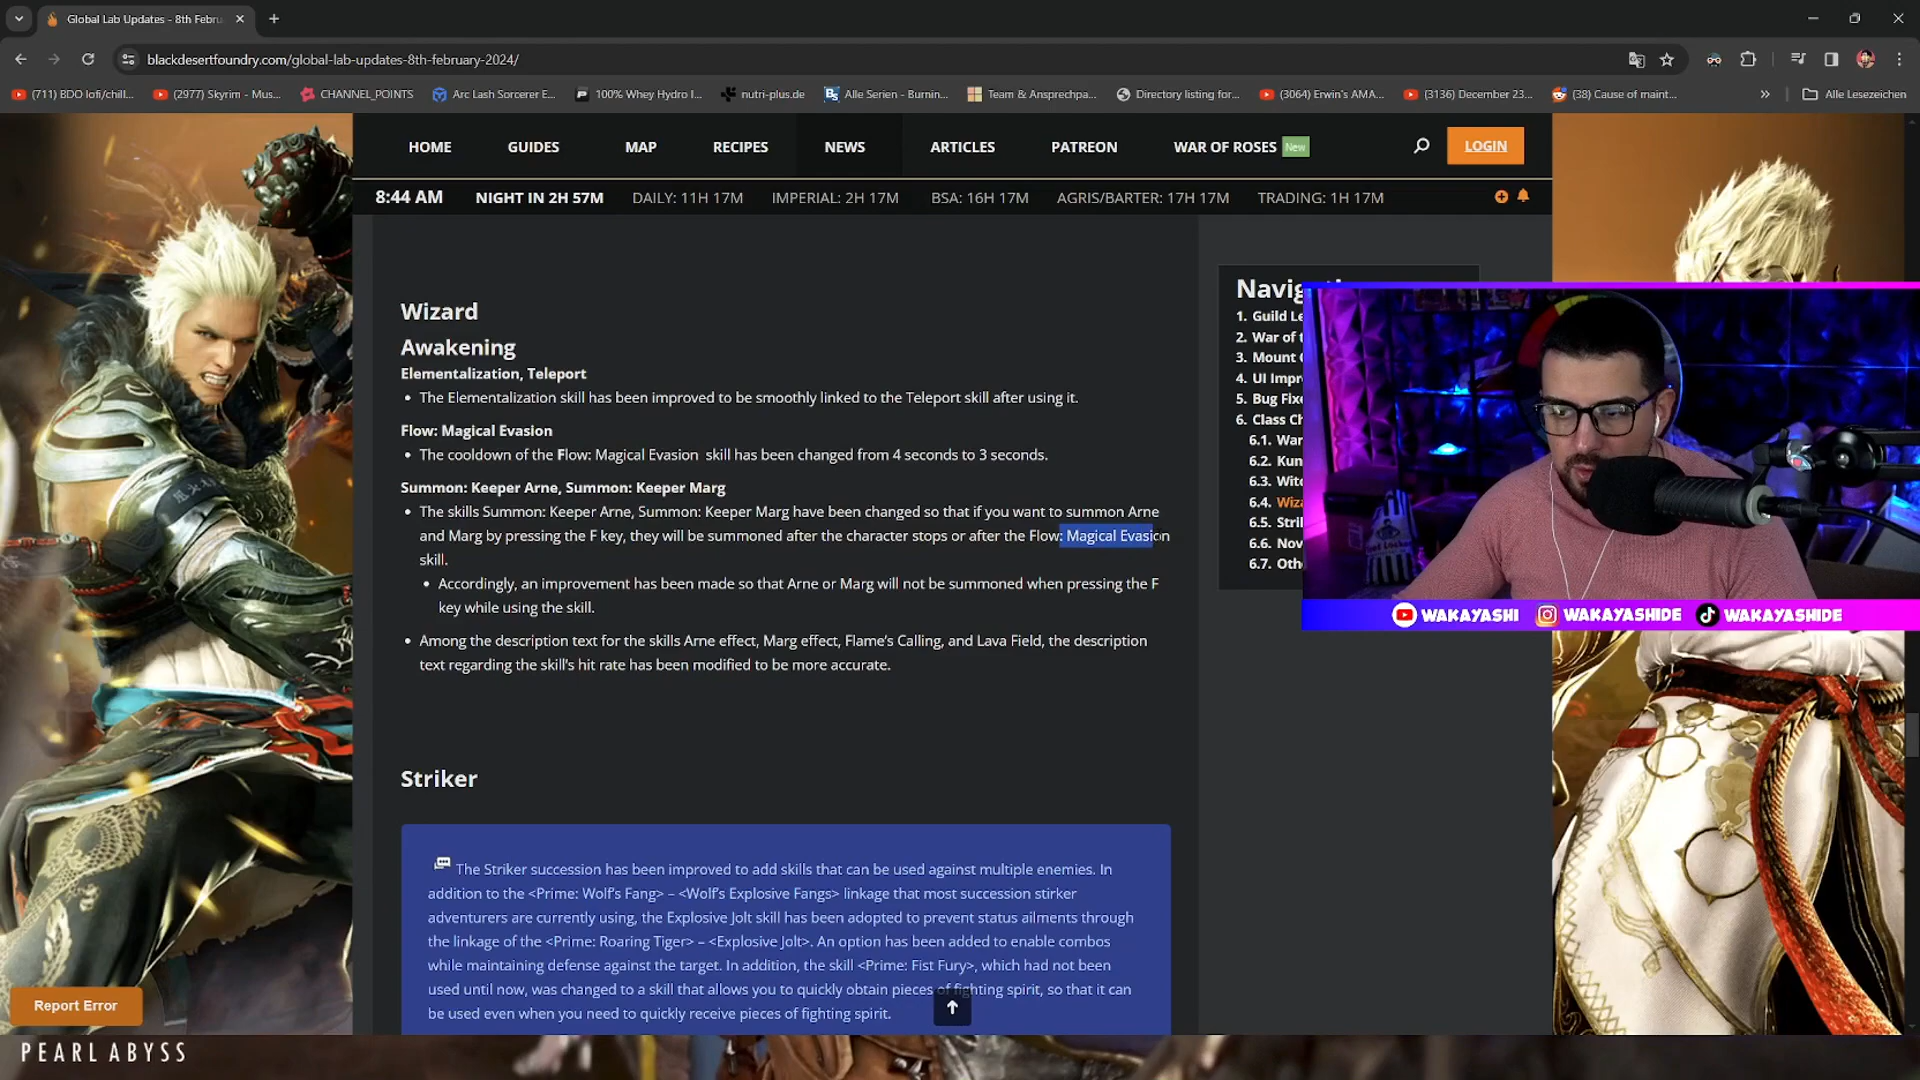 Global Lab Updates - 8th Febru
blackdesertfoundry.com/global-lab-updates-8th-february-2024/
(711) BDO lofi/chill...
(2977) Skyrim - Mus...
CHANNEL_POINTS
Arc Lash Sorcerer E...
100% Whey Hydro I...
nutri-plus.de
Alle Serien - Burnin...
Team & Ansprechpa...
Directory listing for...
(3064) Erwin's AMA...
(3136) December 23...
(38) Cause of maint...
Alle Lesezeichen
HOME
GUIDES
MAP
RECIPES
NEWS
ARTICLES
PATREON
WAR OF ROSES New
LOGIN
8:44 AM
NIGHT IN 2H 57M
DAILY: 11H 17M
IMPERIAL: 2H 17M
BSA: 16H 17M
AGRIS/BARTER: 17H 17M
TRADING: 1H 17M
Wizard
Awakening
Elementalization, Teleport
• The Elementalization skill has been improved to be smoothly linked to the Teleport skill after using it.
Flow: Magical Evasion
• The cooldown of the Flow: Magical Evasion skill has been changed from 4 seconds to 3 seconds.
Summon: Keeper Arne, Summon: Keeper Marg
• The skills Summon: Keeper Arne, Summon: Keeper Marg have been changed so that if you want to summon Arne
and Marg by pressing the F key, they will be summoned after the character stops or after the Flow: Magical Evasion
skill.
• Accordingly, an improvement has been made so that Arne or Marg will not be summoned when pressing the F
key while using the skill.
• Among the description text for the skills Arne effect, Marg effect, Flame's Calling, and Lava Field, the description
text regarding the skill's hit rate has been modified to be more accurate.
Striker
The Striker succession has been improved to add skills that can be used against multiple enemies. In
addition to the <Prime: Wolf's Fang> – <Wolf's Explosive Fangs> linkage that most succession stirker
adventurers are currently using, the Explosive Jolt skill has been adopted to prevent status ailments through
the linkage of the <Prime: Roaring Tiger> – <Explosive Jolt>. An option has been added to enable combos
while maintaining defense against the target. In addition, the skill <Prime: Fist Fury>, which had not been
used until now, was changed to a skill that allows you to quickly obtain pieces of fighting spirit, so that it can
be used even when you need to quickly receive pieces of fighting spirit.
1. Guild Le
2. War of t
3. Mount
4. UI Impr
5. Bug Fixe
6. Class Ch
6.1. War
6.2. Kun
6.3. Witc
6.4. Wiza
6.5. Stri
6.6. Nov
6.7. Oth
WAKAYASHI
WAKAYASHIDE
WAKAYASHIDE
Report Error
PEARL ABYSS